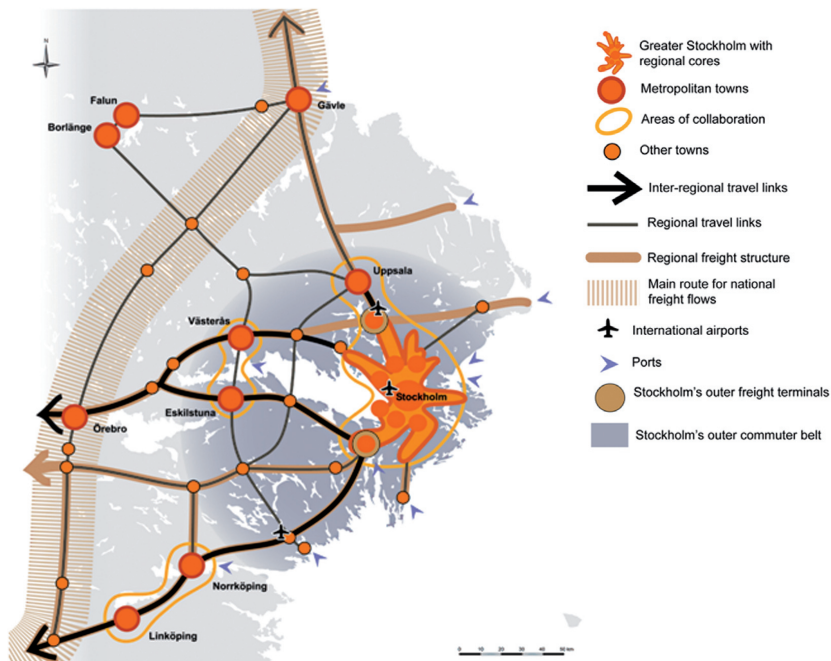 N
Falun
Borlänge
Gävle
Uppsala
Västerås
Eskilstuna
Stockholm
Örebro
Norrköping
Linköping
Greater Stockholm with
regional cores
Metropolitan towns
Areas of collaboration
Other towns
Inter-regional travel links
Regional travel links
Regional freight structure
Main route for national
freight flows
International airports
Ports
Stockholm's outer freight terminals
Stockholm's outer commuter belt